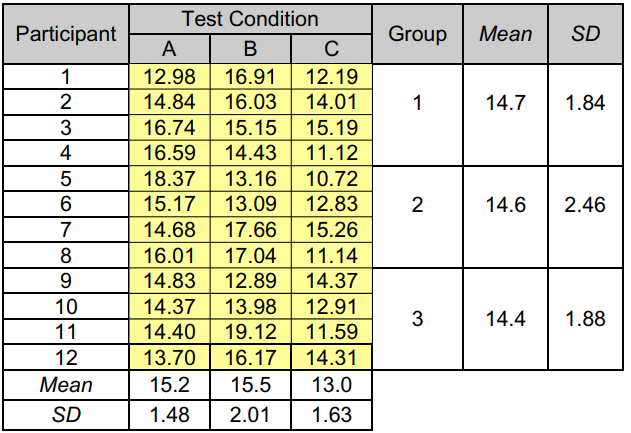 Participant Test Condition Group Mean SD
A B C
1 12.98 16.91 12.19
2 14.84 16.03 14.01 1 14.7 1.84
3 16.74 15.15 15.19
4 16.59 14.43 11.12
5 18.37 13.16 10.72
6 15.17 13.09 12.83 2 14.6 2.46
7 14.68 17.66 15.26
8 16.01 17.04 11.14
9 14.83 12.89 14.37
10 14.37 13.98 12.91 3 14.4 1.88
11 14.40 19.12 11.59
12 13.70 16.17 14.31
Mean 15.2 15.5 13.0
SD 1.48 2.01 1.63